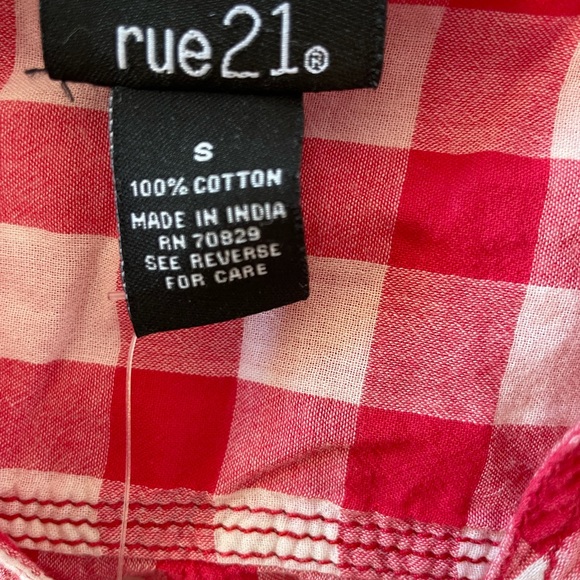 rue21®
S
100% COTTON
MADE IN INDIA
RN 70829
SEE REVERSE
FOR CARE